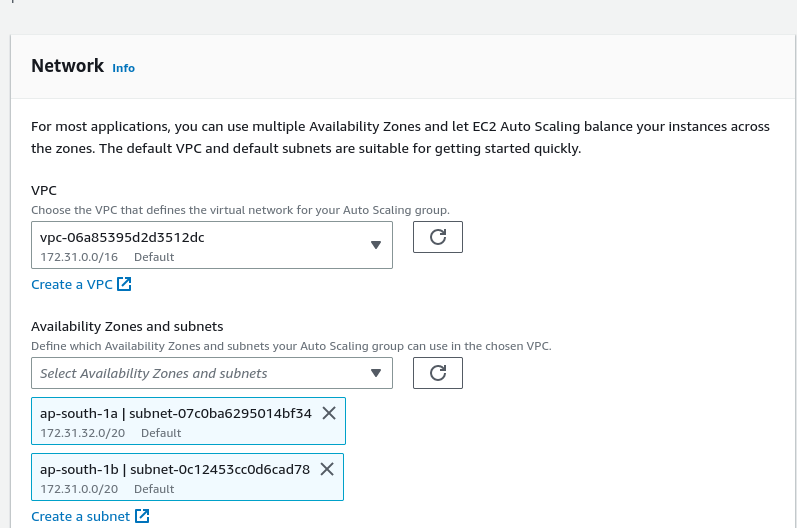 Network Info
For most applications, you can use multiple Availability Zones and let EC2 Auto Scaling balance your instances across
the zones. The default VPC and default subnets are suitable for getting started quickly.
VPC
Choose the VPC that defines the virtual network for your Auto Scaling group.
vpc-06a85395d2d3512dc
172.31.0.0/16 Default
Create a VPC
Availability Zones and subnets
Define which Availability Zones and subnets your Auto Scaling group can use in the chosen VPC.
Select Availability Zones and subnets
ap-south-1a | subnet-07c0ba6295014bf34
172.31.32.0/20 Default
ap-south-1b | subnet-0c12453cc0d6cad78
172.31.0.0/20 Default
Create a subnet